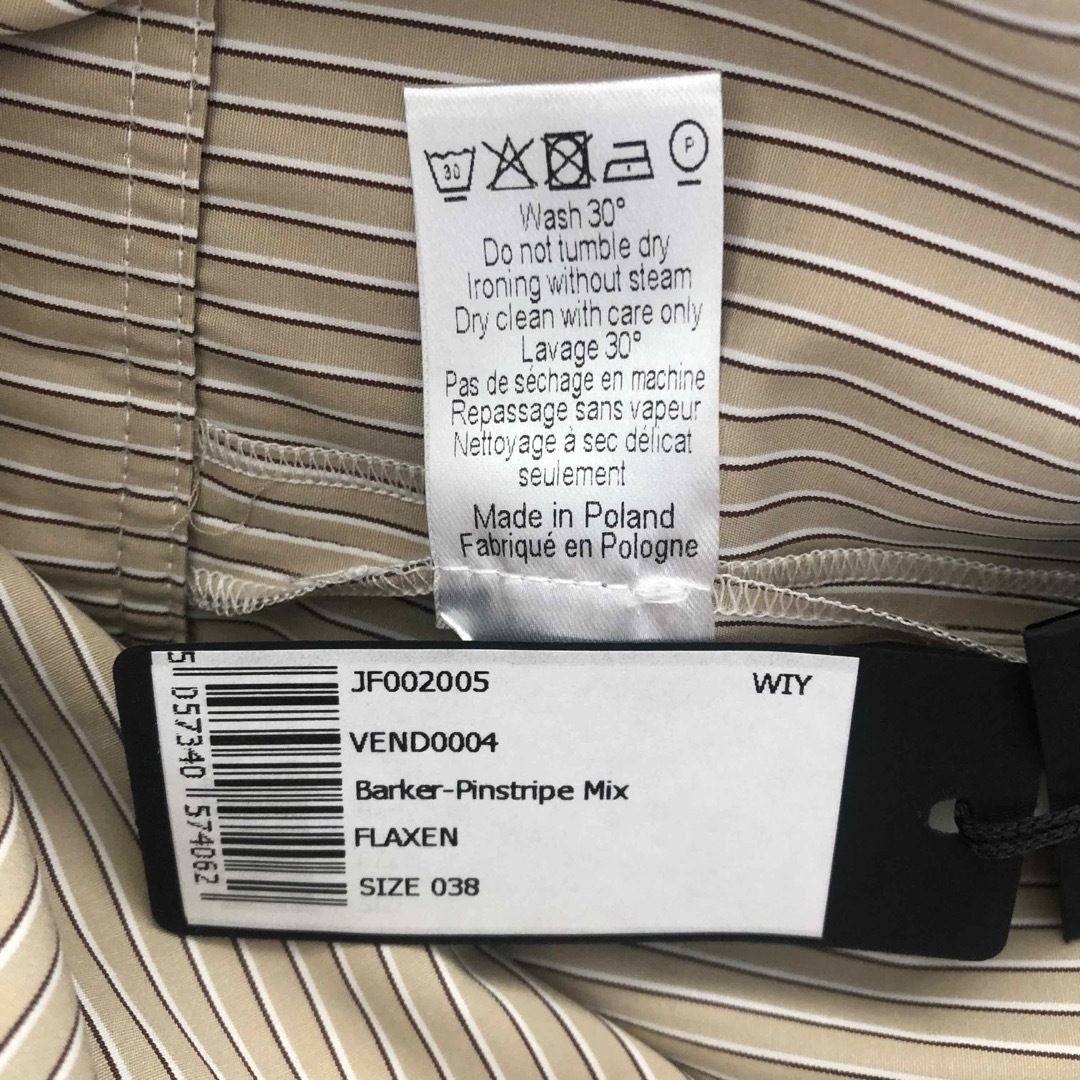 30
P
Wash 30°
Do not tumble dry
Ironing without steam
Dry clean with care only
Lavage 30°
Pas de séchage en machine
Repassage sans vapeur
Nettoyage à sec délicat
seulement
Made in Poland
Fabriqué en Pologne
JF002005 WIY
VEND0004
Barker-Pinstripe Mix
FLAXEN
SIZE 038
5 057340 574062